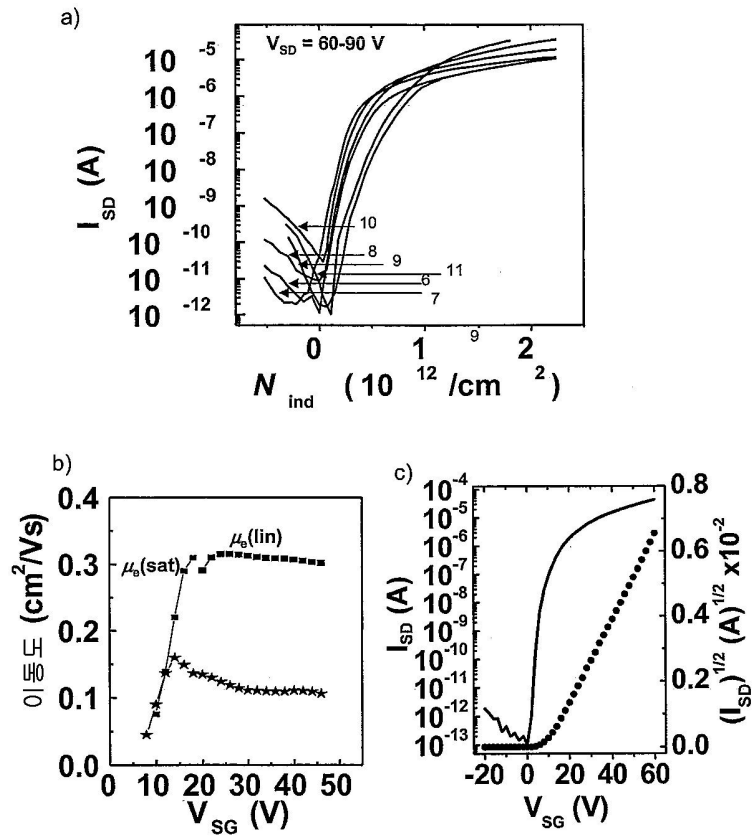 a)
V_SD = 60-90 V
10^-5
10^-6
10^-7
10^-8
10^-9
10^-10
10^-11
10^-12
I_SD (A)
10
8
9
11
6
7
0 1 2
9
N_ind (10^12/cm^2)
b)
0.4
0.3
0.2
0.1
0.0
이동도 (cm²/Vs)
μ_e(sat)
μ_e(lin)
0 10 20 30 40 50
V_SG (V)
c)
10^-4
10^-5
10^-6
10^-7
10^-8
10^-9
10^-10
10^-11
10^-12
10^-13
I_SD (A)
0.8
0.6
0.4
0.2
0.0
(I_SD)^1/2 (A)^1/2 x10^-2
-20 0 20 40 60
V_SG (V)